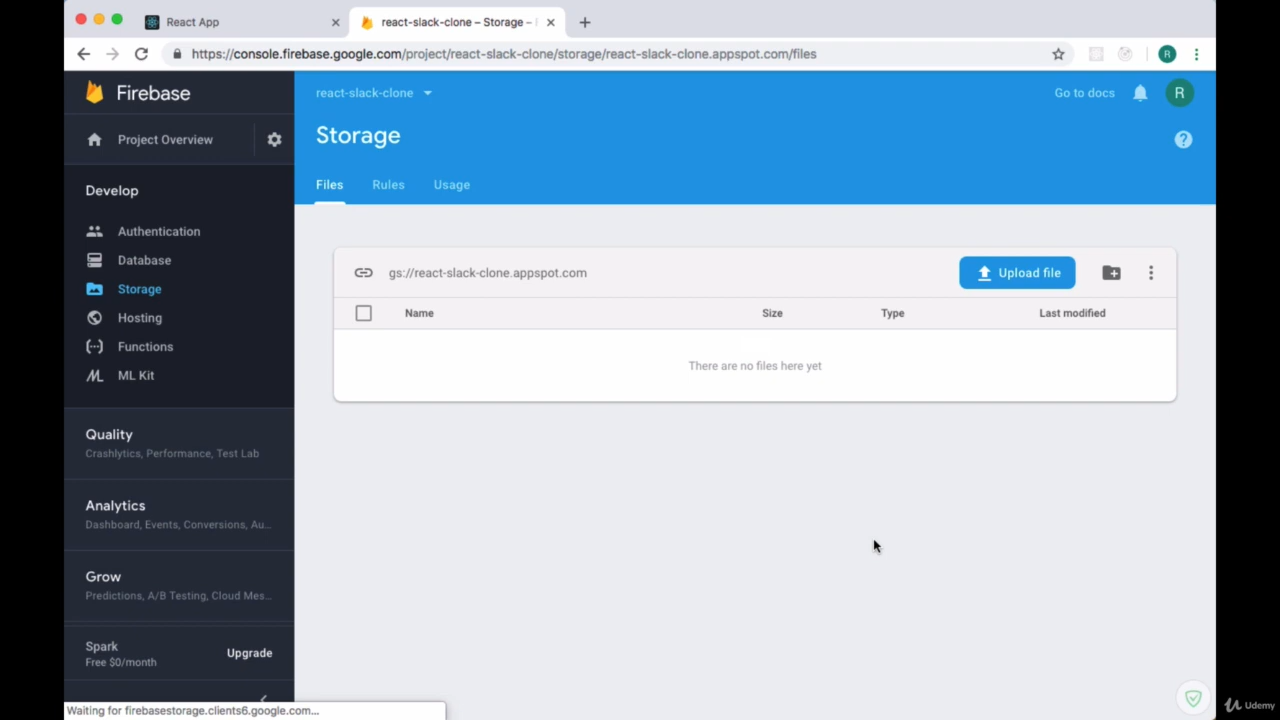 React App
react-slack-clone – Storage –
https://console.firebase.google.com/project/react-slack-clone/storage/react-slack-clone.appspot.com/files
R
Firebase
react-slack-clone
Go to docs
R
Project Overview
Storage
Files Rules Usage
Develop
Authentication
Database
Storage
Hosting
Functions
ML Kit
gs://react-slack-clone.appspot.com
Upload file
Name Size Type Last modified
There are no files here yet
Quality
Crashlytics, Performance, Test Lab
Analytics
Dashboard, Events, Conversions, Au...
Grow
Predictions, A/B Testing, Cloud Mes...
Spark
Free $0/month
Upgrade
Waiting for firebasestorage.clients6.google.com...
Udemy